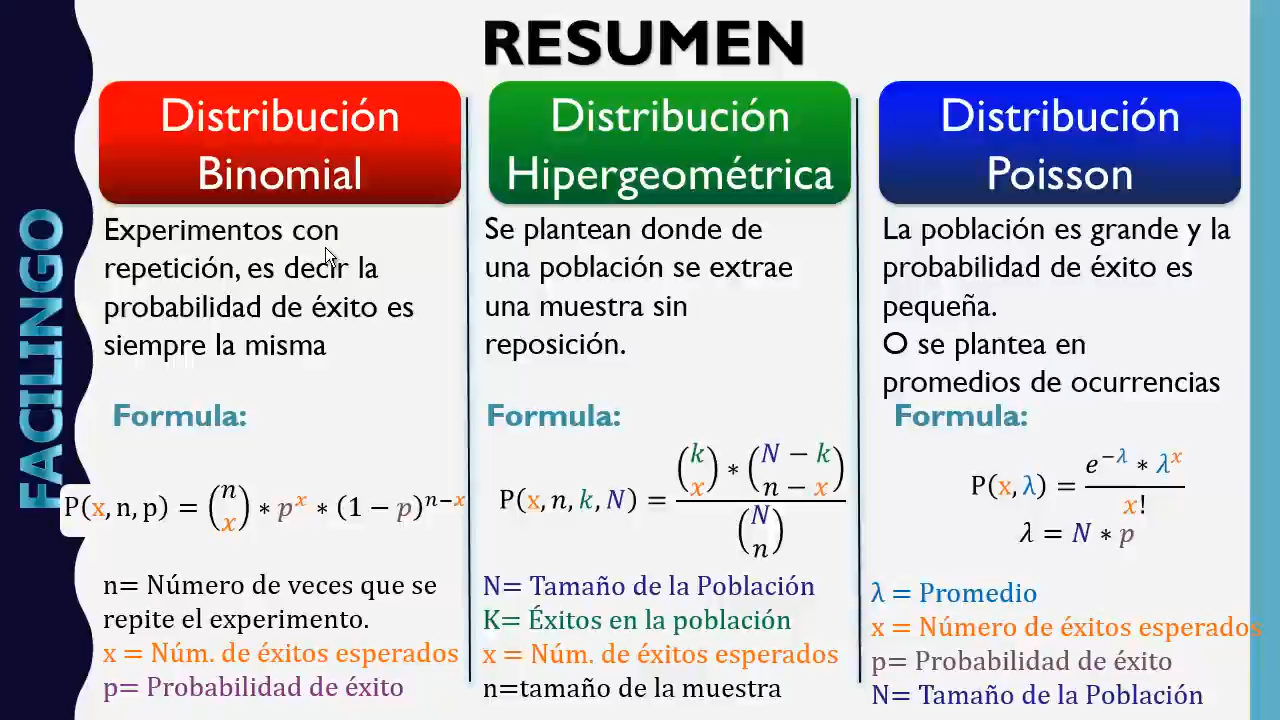 RESUMEN
FACILINGO
Distribución
Binomial
Experimentos con
repetición, es decir la
probabilidad de éxito es
siempre la misma
Formula:
P(x, n, p) = (n x) ∗ p^x ∗ (1 − p)^{n−x}
n= Número de veces que se
repite el experimento.
x = Núm. de éxitos esperados
p= Probabilidad de éxito
Distribución
Hipergeométrica
Se plantean donde de
una población se extrae
una muestra sin
reposición.
Formula:
P(x, n, k, N) = (k x) ∗ (N − k n − x) / (N n)
N= Tamaño de la Población
K= Éxitos en la población
x = Núm. de éxitos esperados
n=tamaño de la muestra
Distribución
Poisson
La población es grande y la
probabilidad de éxito es
pequeña.
O se plantea en
promedios de ocurrencias
Formula:
P(x, λ) = e^{−λ} ∗ λ^x / x!
λ = N ∗ p
λ = Promedio
x = Número de éxitos esperados
p= Probabilidad de éxito
N= Tamaño de la Población